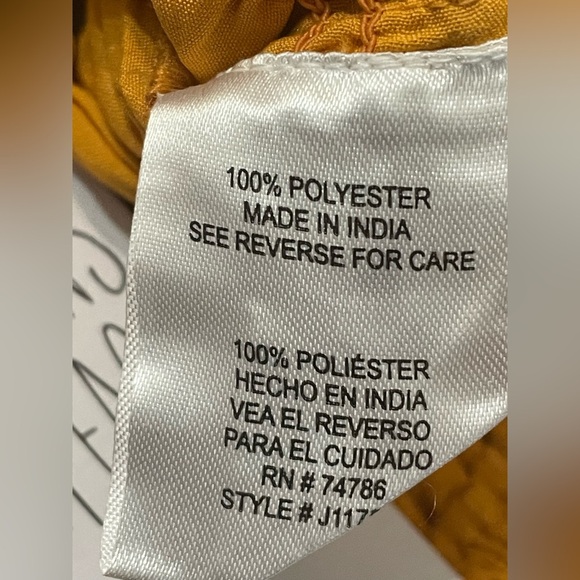 100% POLYESTER
MADE IN INDIA
SEE REVERSE FOR CARE
100% POLIÉSTER
HECHO EN INDIA
VEA EL REVERSO
PARA EL CUIDADO
RN # 74786
STYLE #